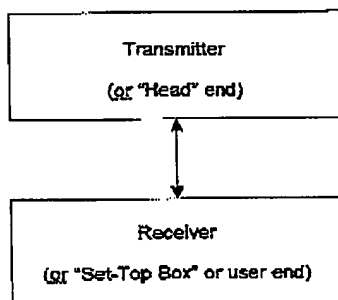 Transmitter
(or "Head" end)
Receiver
(or "Set-Top Box" or user end)